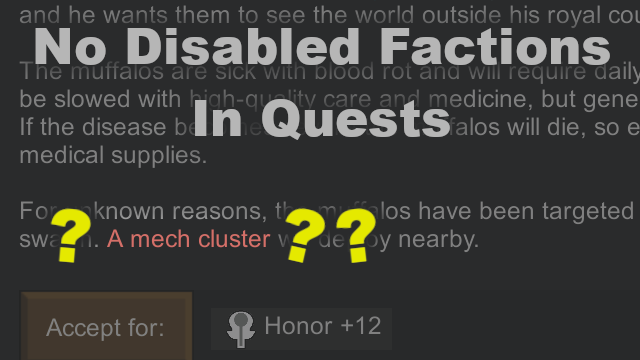 and he wants them to see the world outside his royal cou
No Disabled Factions
The muffalos are sick with blood rot and will require daily
be slowed with high-quality care and medicine, but gene
In Quests
If the disease be falos will die, so e
medical supplies.
For unknown reasons, the muffalos have been targeted
swa. A mech cluster will deploy nearby.
? ? ?
Accept for:
Honor +12